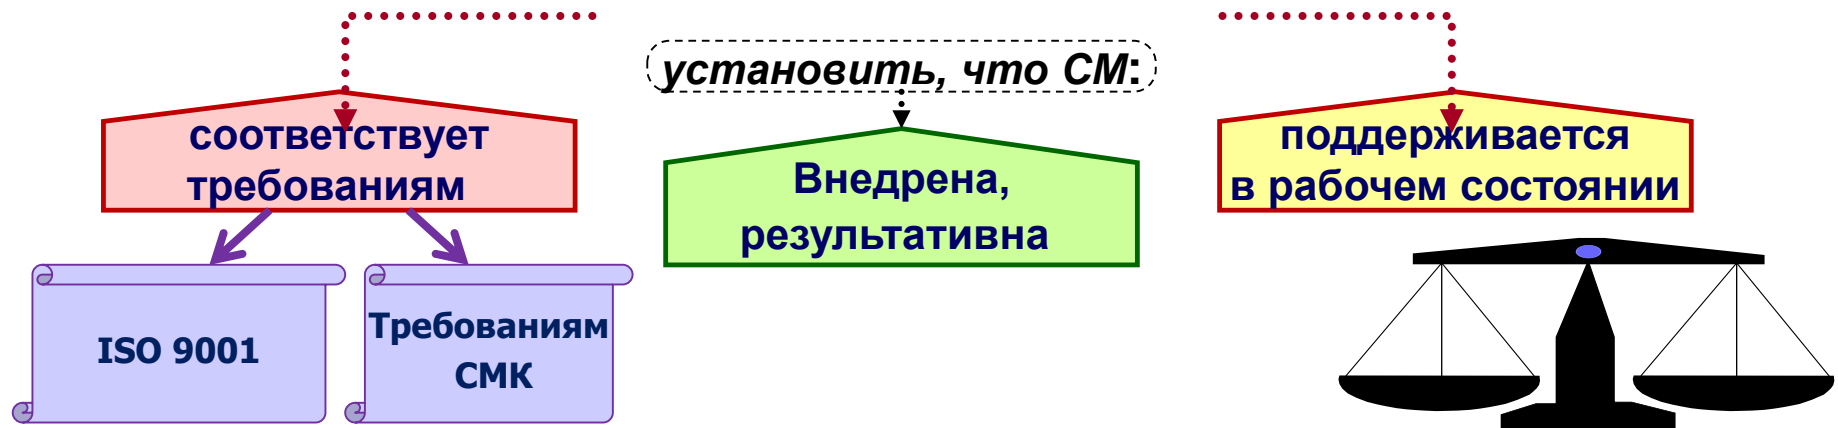 установить, что СМ:
соответствует
требованиям
Внедрена,
результативна
поддерживается
в рабочем состоянии
ISO 9001
Требованиям
СМК